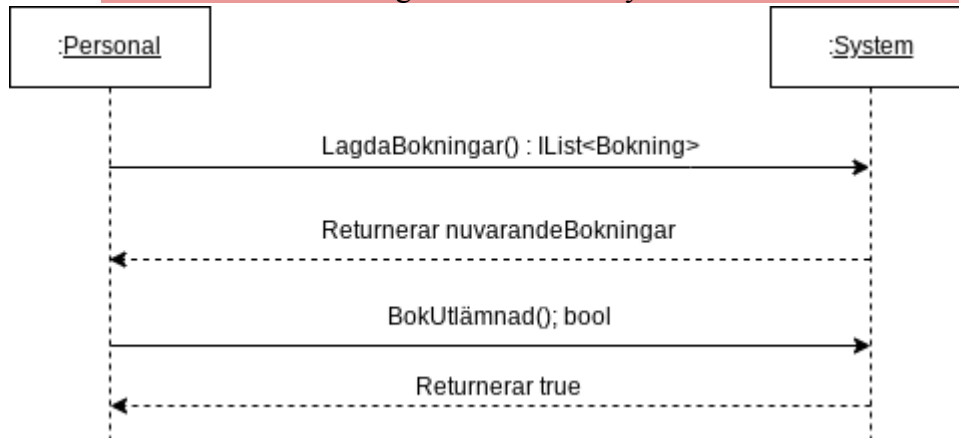 :Personal
:System
LagdaBokningar() : IList<Bokning>
Returnerar nuvarandeBokningar
BokUtlämnad(); bool
Returnerar true